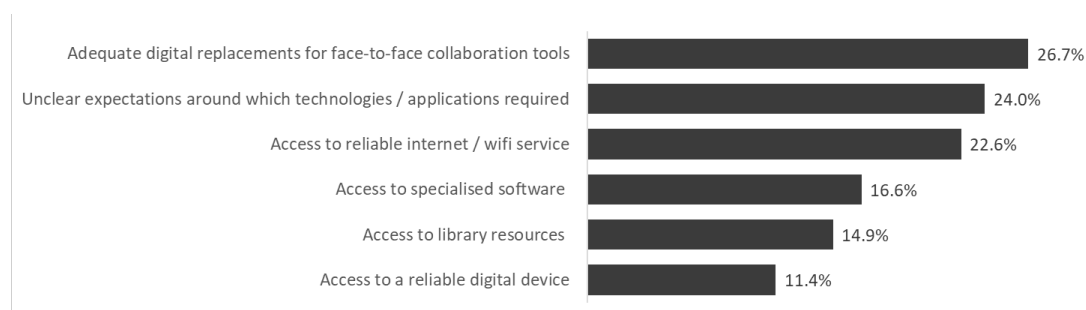 Adequate digital replacements for face-to-face collaboration tools 26.7%
Unclear expectations around which technologies / applications required 24.0%
Access to reliable internet / wifi service 22.6%
Access to specialised software 16.6%
Access to library resources 14.9%
Access to a reliable digital device 11.4%